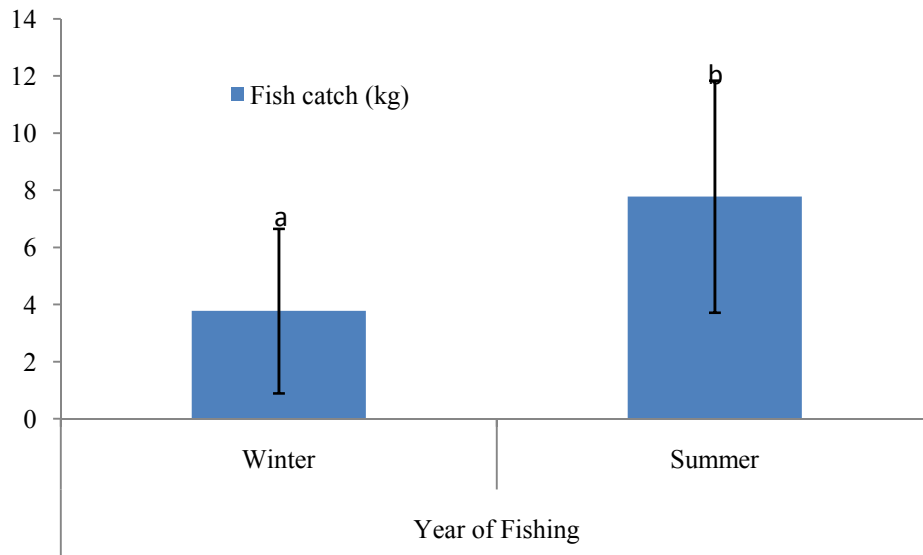 14
12
10
8
6
4
2
0
Fish catch (kg)
a
b
Winter
Summer
Year of Fishing